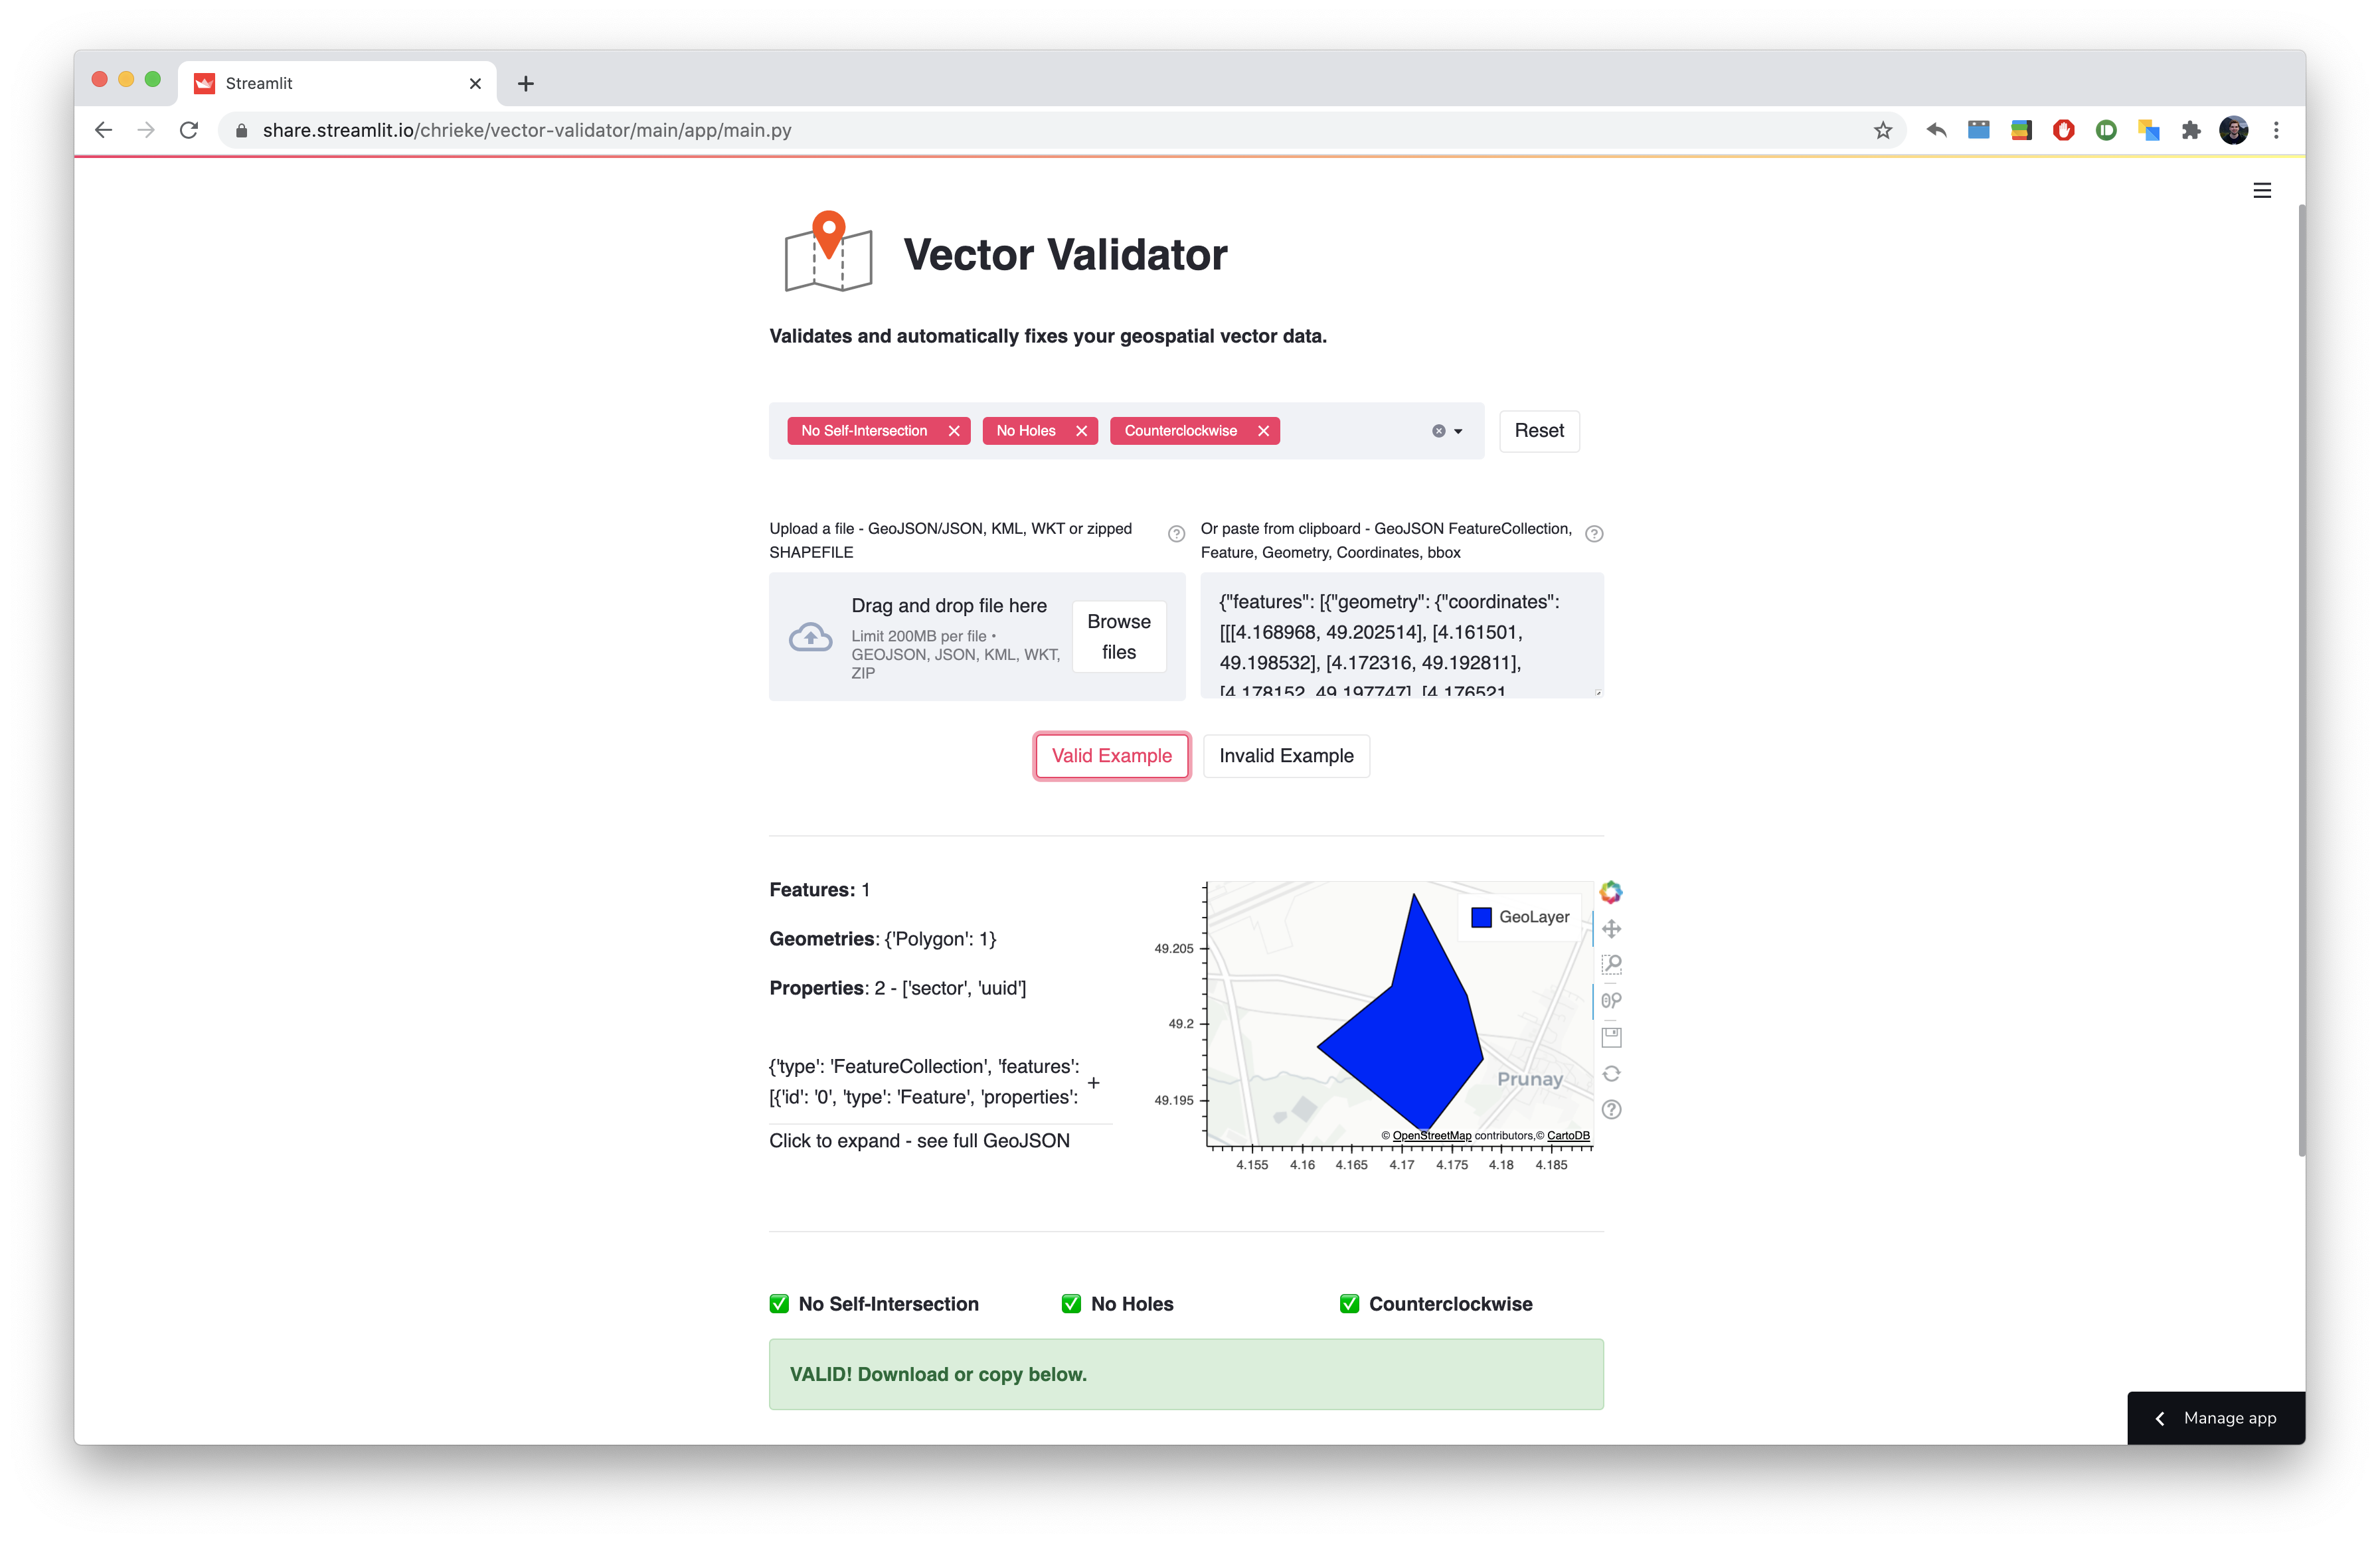 Streamlit
share.streamlit.io/chrieke/vector-validator/main/app/main.py
Vector Validator
Validates and automatically fixes your geospatial vector data.
No Self-Intersection
No Holes
Counterclockwise
Reset
Upload a file - GeoJSON/JSON, KML, WKT or zipped
SHAPEFILE
Or paste from clipboard - GeoJSON FeatureCollection,
Feature, Geometry, Coordinates, bbox
Drag and drop file here
Limit 200MB per file •
GEOJSON, JSON, KML, WKT,
ZIP
Browse
files
{"features": [{"geometry": {"coordinates":
[[[4.168968, 49.202514], [4.161501,
49.198532], [4.172316, 49.192811],
[4.178152, 49.197747], [4.176521,
Valid Example
Invalid Example
Features: 1
Geometries: {'Polygon': 1}
Properties: 2 - ['sector', 'uuid']
{'type': 'FeatureCollection', 'features':
[{'id': '0', 'type': 'Feature', 'properties':
Click to expand - see full GeoJSON
GeoLayer
49.205
49.2
49.195
Prunay
© OpenStreetMap contributors,© CartoDB
4.155
4.16
4.165
4.17
4.175
4.18
4.185
No Self-Intersection
No Holes
Counterclockwise
VALID! Download or copy below.
Manage app